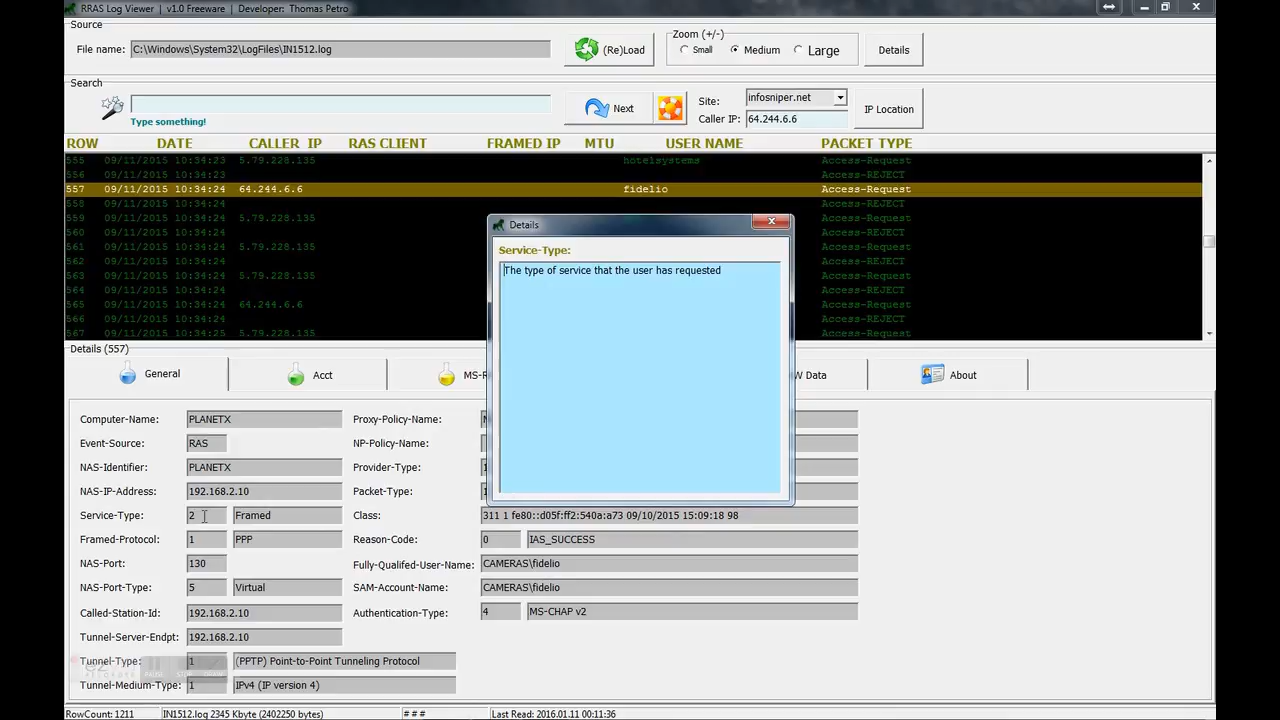 RRAS Log Viewer | v1.0 Freeware | Developer: Thomas Petro
Source
File name: C:\Windows\System32\LogFiles\IN1512.log (Re)Load Zoom (+/-) Small Medium Large Details
Search
Next Site: infosniper.net IP Location
Type something! Caller IP: 64.244.6.6
ROW DATE CALLER IP RAS CLIENT FRAMED IP MTU USER NAME PACKET TYPE
555 09/11/2015 10:34:23 5.79.228.135 hotelsystems Access-Request
556 09/11/2015 10:34:23 Access-REJECT
557 09/11/2015 10:34:24 64.244.6.6 fidelio Access-Request
558 09/11/2015 10:34:24 Access-REJECT
559 09/11/2015 10:34:24 5.79.228.135 Access-Request
560 09/11/2015 10:34:24 Access-REJECT
561 09/11/2015 10:34:24 5.79.228.135 Access-Request
562 09/11/2015 10:34:24 Access-REJECT
563 09/11/2015 10:34:24 5.79.228.135 Access-Request
564 09/11/2015 10:34:24 Access-REJECT
565 09/11/2015 10:34:24 64.244.6.6 Access-Request
566 09/11/2015 10:34:24 Access-REJECT
567 09/11/2015 10:34:25 5.79.228.135 Access-Request
Details
Service-Type:
The type of service that the user has requested
Details (557)
General Acct MS-R W Data About
Computer-Name: PLANETX Proxy-Policy-Name:
Event-Source: RAS NP-Policy-Name:
NAS-Identifier: PLANETX Provider-Type:
NAS-IP-Address: 192.168.2.10 Packet-Type:
Service-Type: 2 Framed Class: 311 1 fe80::d05f:ff2:540a:a73 09/10/2015 15:09:18 98
Framed-Protocol: 1 PPP Reason-Code: 0 IAS_SUCCESS
NAS-Port: 130 Fully-Qualifed-User-Name: CAMERAS\fidelio
NAS-Port-Type: 5 Virtual SAM-Account-Name: CAMERAS\fidelio
Called-Station-Id: 192.168.2.10 Authentication-Type: 4 MS-CHAP v2
Tunnel-Server-Endpt: 192.168.2.10
Tunnel-Type: 1 (PPTP) Point-to-Point Tunneling Protocol
Tunnel-Medium-Type: 1 IPv4 (IP version 4)
RowCount: 1211 IN1512.log 2345 Kbyte (2402250 bytes) # # # Last Read: 2016.01.11 00:11:36